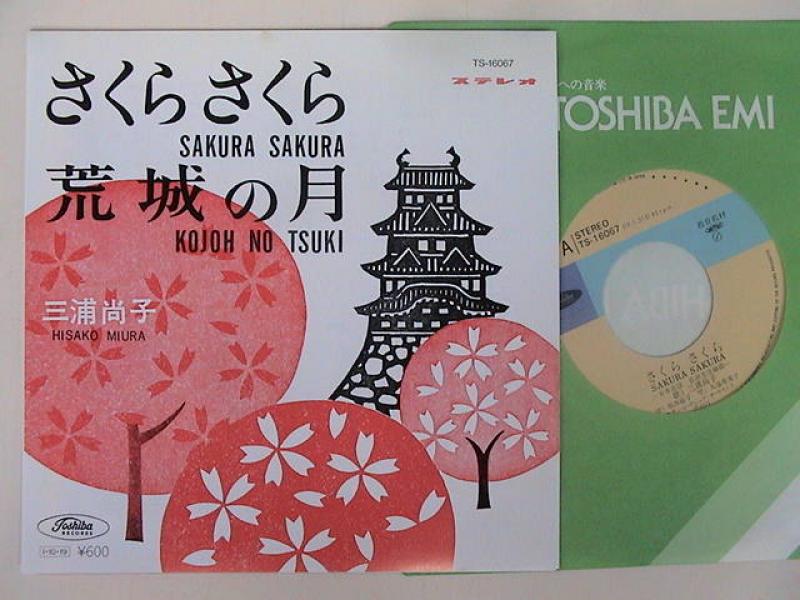 TS-16067
ステレオ
さくら さくら
SAKURA SAKURA
荒城の月
KOJOH NO TSUKI
三浦尚子
HISAKO MIURA
Toshiba
RECORDS
¥600
への音楽
TOSHIBA EMI
A
STEREO
TS-16067
さくら さくら
SAKURA SAKURA